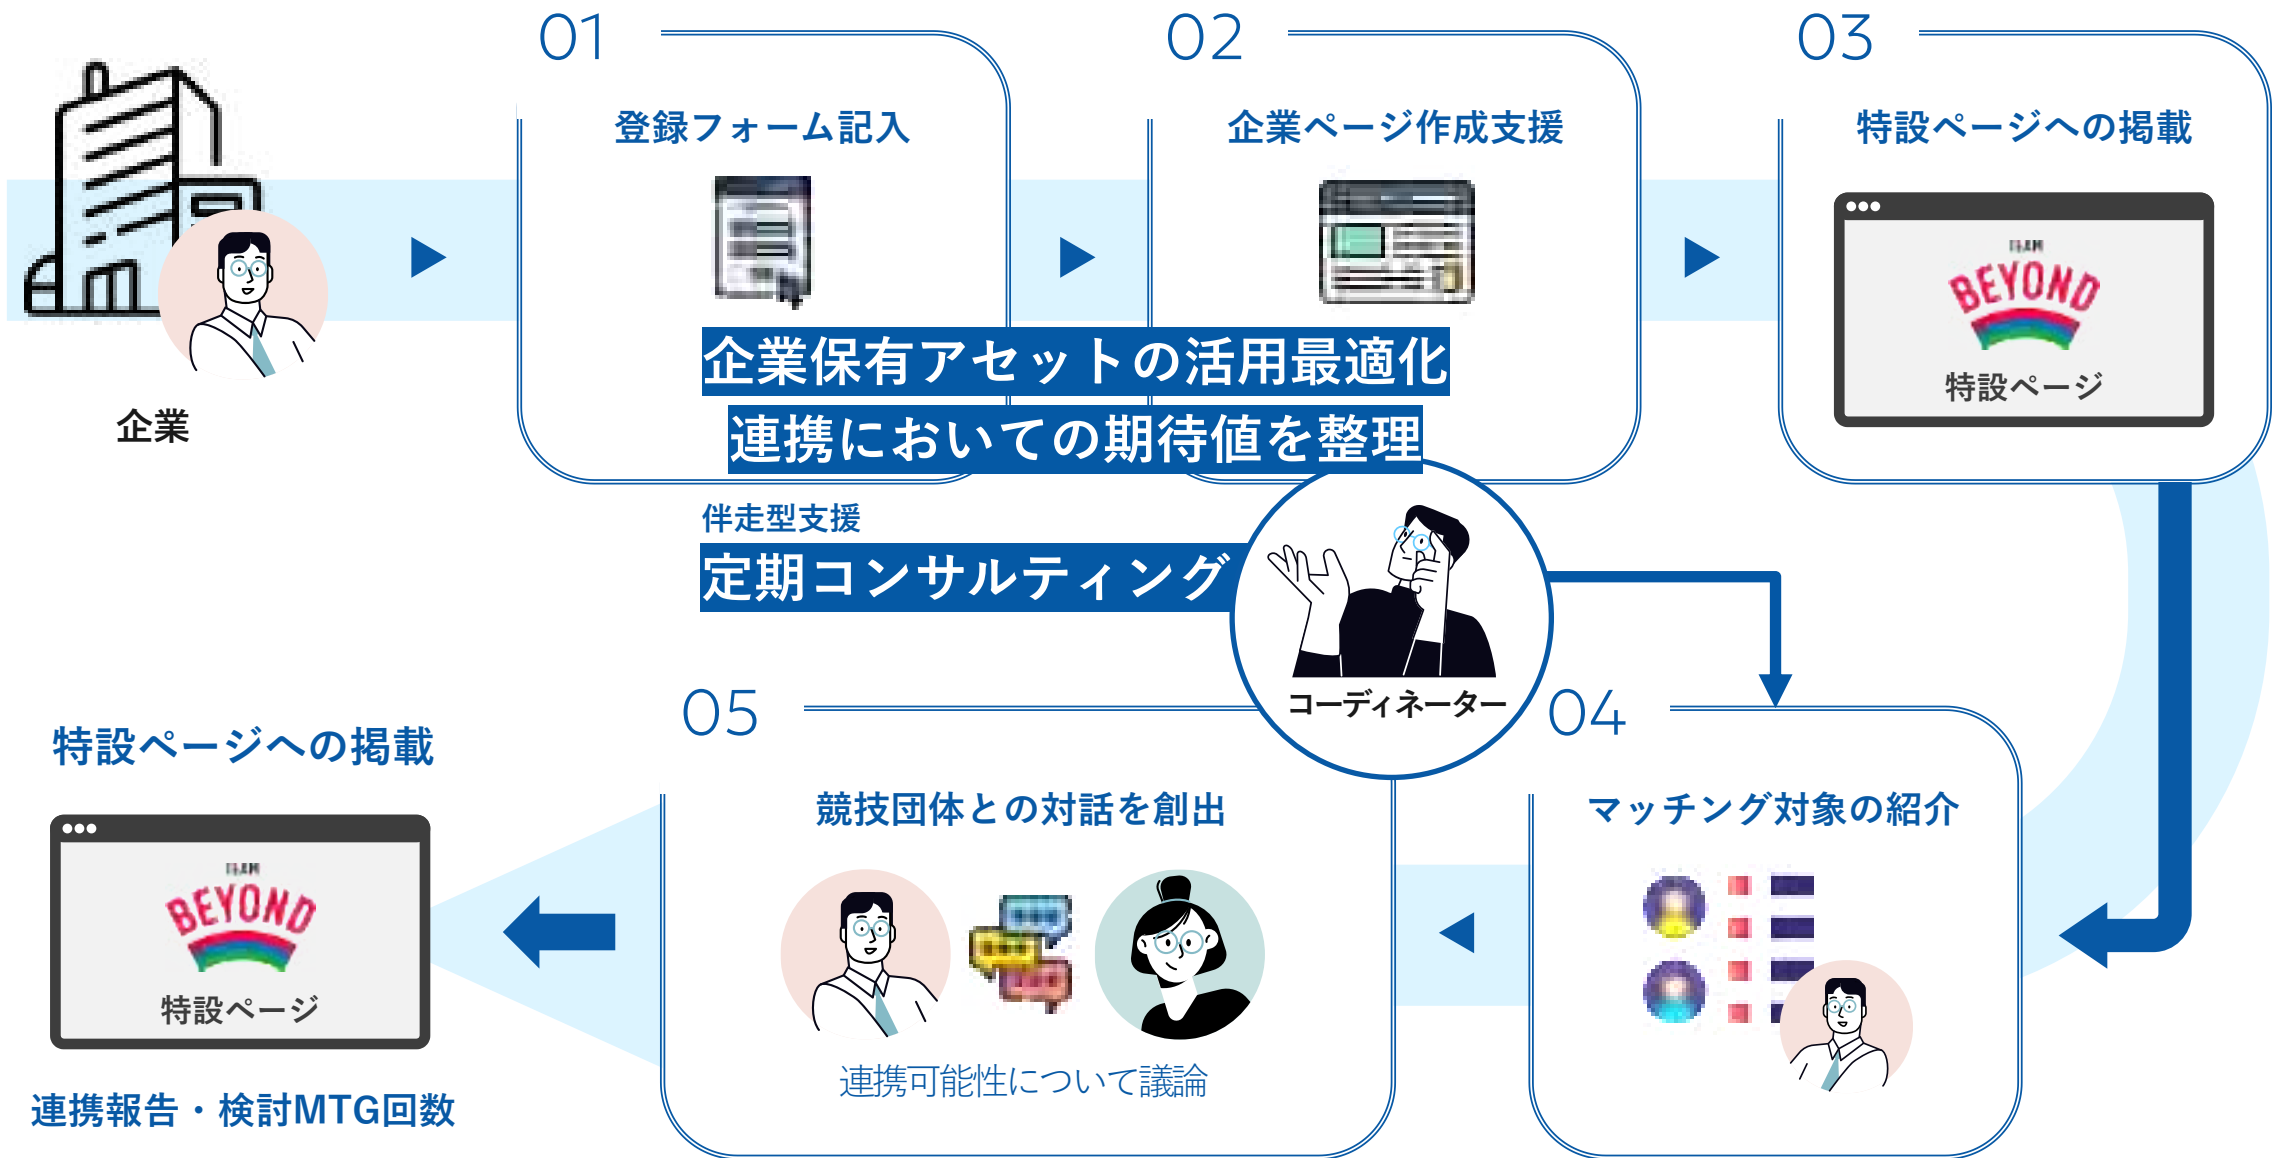 01
登録フォーム記入
02
企業ページ作成支援
03
特設ページへの掲載
TEAM
BEYOND
特設ページ
企業
企業保有アセットの活用最適化
連携においての期待値を整理
伴走型支援
定期コンサルティング
コーディネーター
04
マッチング対象の紹介
05
競技団体との対話を創出
連携可能性について議論
特設ページへの掲載
TEAM
BEYOND
特設ページ
連携報告・検討MTG回数